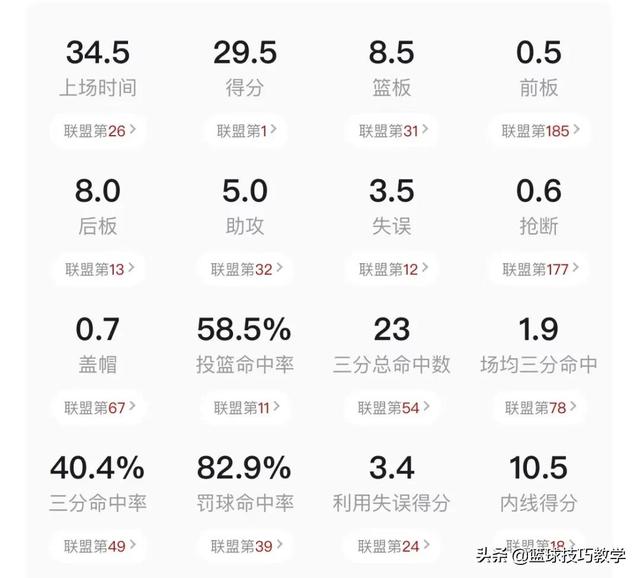 34.5 29.5 8.5 0.5
上场时间 得分 篮板 前板
联盟第26> 联盟第1> 联盟第31> 联盟第185>
8.0 5.0 3.5 0.6
后板 助攻 失误 抢断
联盟第13> 联盟第32> 联盟第12> 联盟第177>
0.7 58.5% 23 1.9
盖帽 投篮命中率 三分总命中数 场均三分命中
联盟第67> 联盟第11> 联盟第54> 联盟第78>
40.4% 82.9% 3.4 10.5
三分命中率 罚球命中率 利用失误得分 内线得分
联盟第49> 联盟第39> 联盟第24> 联盟第18>
头条 @篮球技巧教学